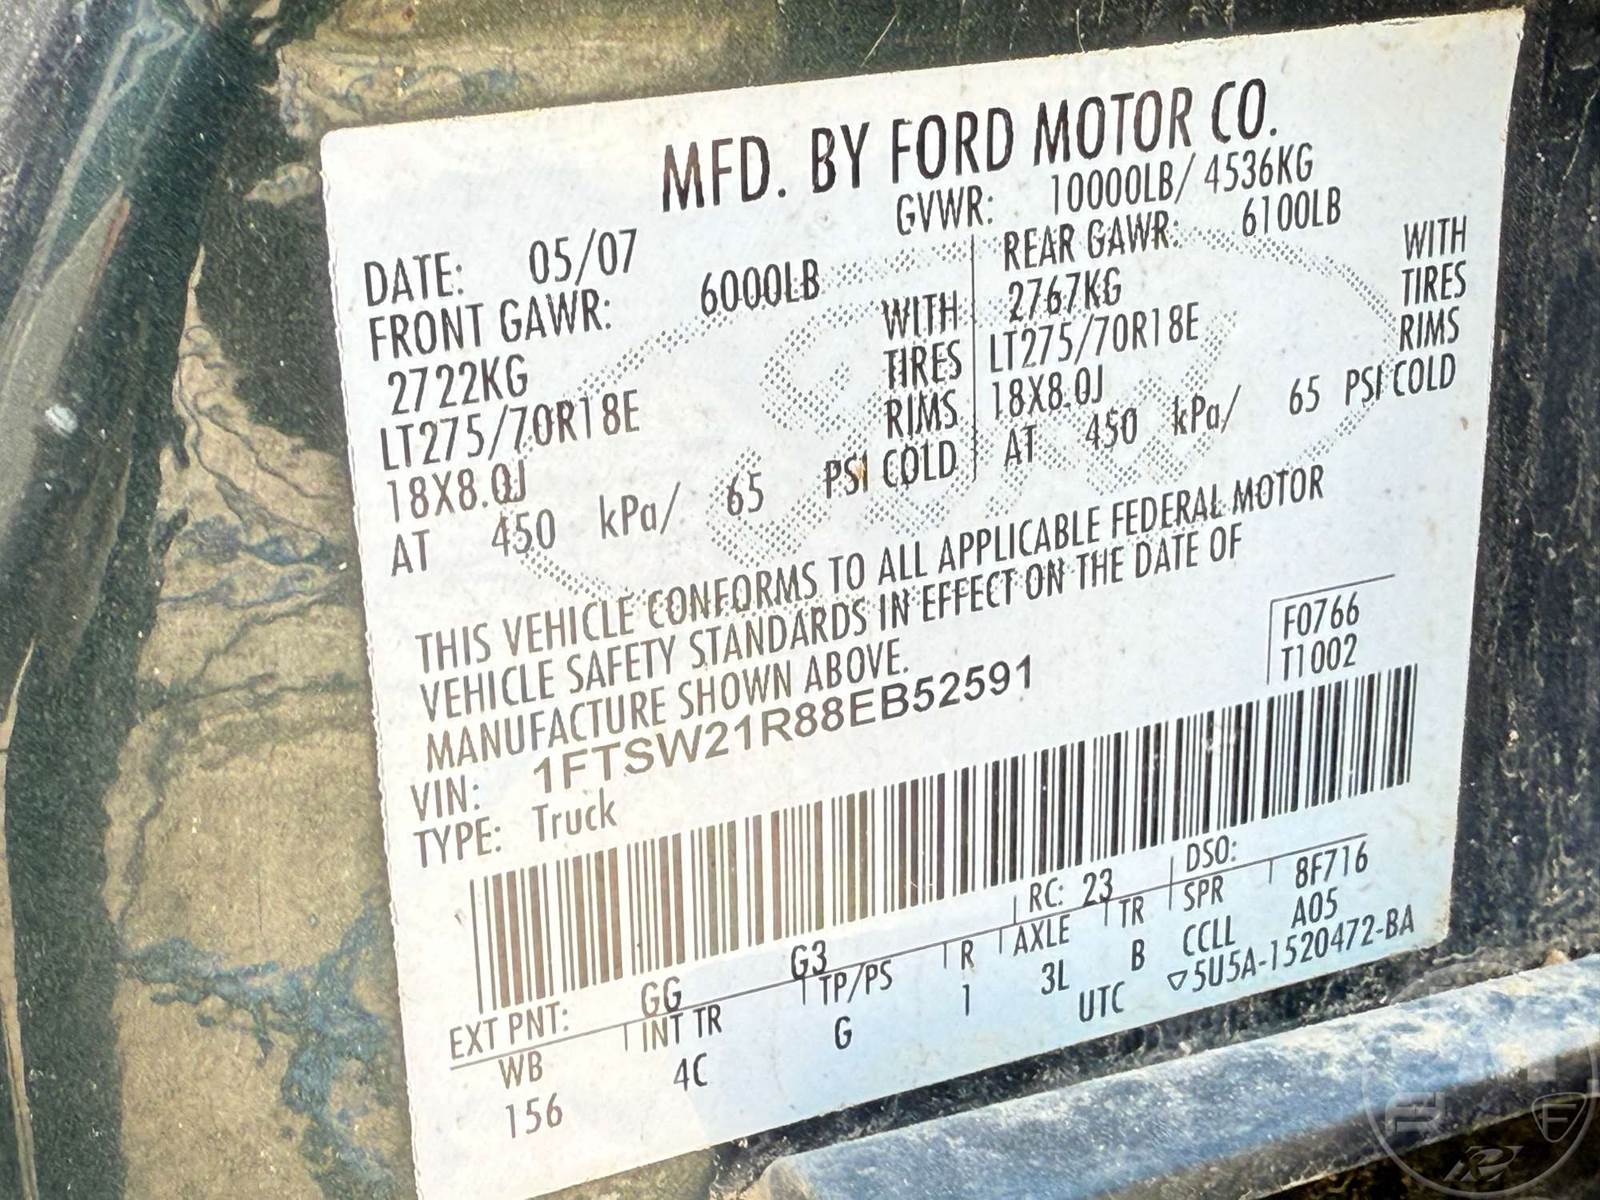 MFD. BY FORD MOTOR CO.
DATE: 05/07 GVWR: 10000LB/ 4536KG
FRONT GAWR: 6000LB REAR GAWR: 6100LB
2722KG WITH 2767KG WITH
LT275/70R18E TIRES LT275/70R18E TIRES
18X8.0J RIMS 18X8.0J RIMS
AT 450 kPa/ 65 PSI COLD AT 450 kPa/ 65 PSI COLD
THIS VEHICLE CONFORMS TO ALL APPLICABLE FEDERAL MOTOR
VEHICLE SAFETY STANDARDS IN EFFECT ON THE DATE OF
MANUFACTURE SHOWN ABOVE.
F0766
VIN: 1FTSW21R88EB52591
T1002
TYPE: Truck
EXT PNT: GG G3 RC: 23 DSO: 8F716
WB INT TR TP/PS R AXLE TR SPR A05
156 4C G 1 3L B CCLL
UTC ▽5U5A-1520472-BA